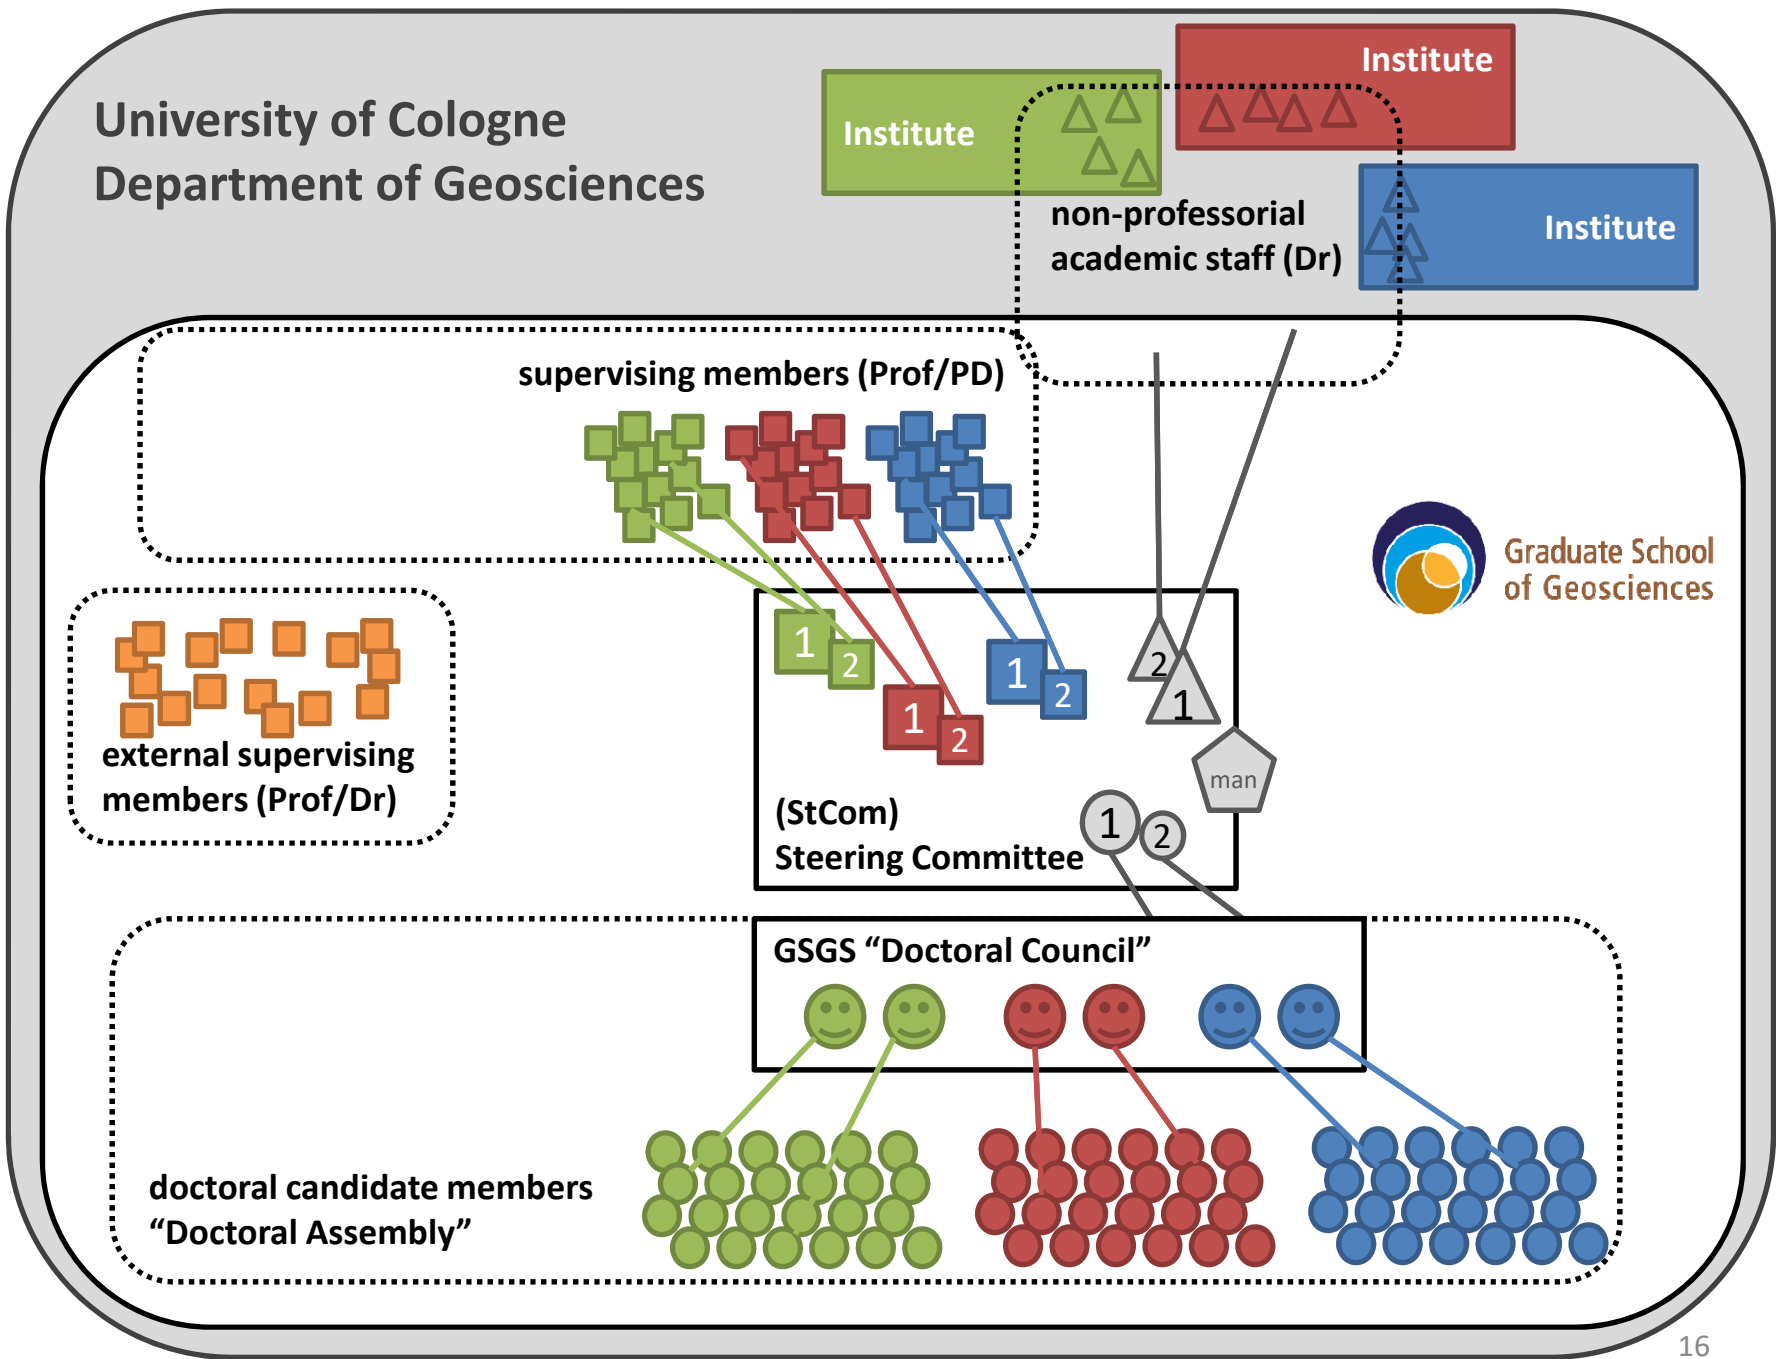 University of Cologne
Department of Geosciences
Institute
Institute
Institute
non-professorial
academic staff (Dr)
supervising members (Prof/PD)
Graduate School
of Geosciences
external supervising
members (Prof/Dr)
1
2
1
2
1
2
2
1
man
(StCom)
Steering Committee
1
2
GSGS “Doctoral Council”
doctoral candidate members
“Doctoral Assembly”
16